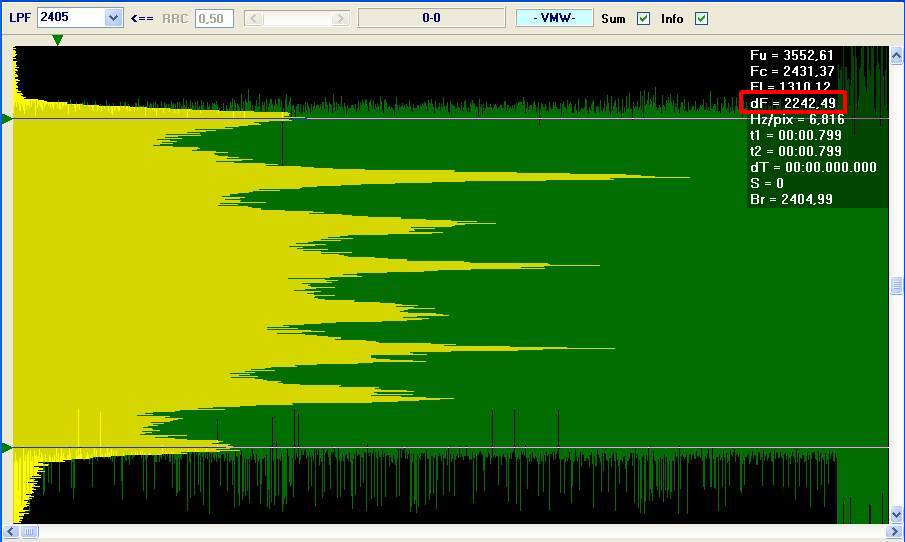 LPF 2405 <== RRC 0,50 0-0 - VMW- Sum Info
Fu = 3552,61
Fc = 2431,37
Fl = 1310,12
dF = 2242,49
Hz/pix = 6,816
t1 = 00:00.799
t2 = 00:00.799
dT = 00:00.000.000
S = 0
Br = 2404,99